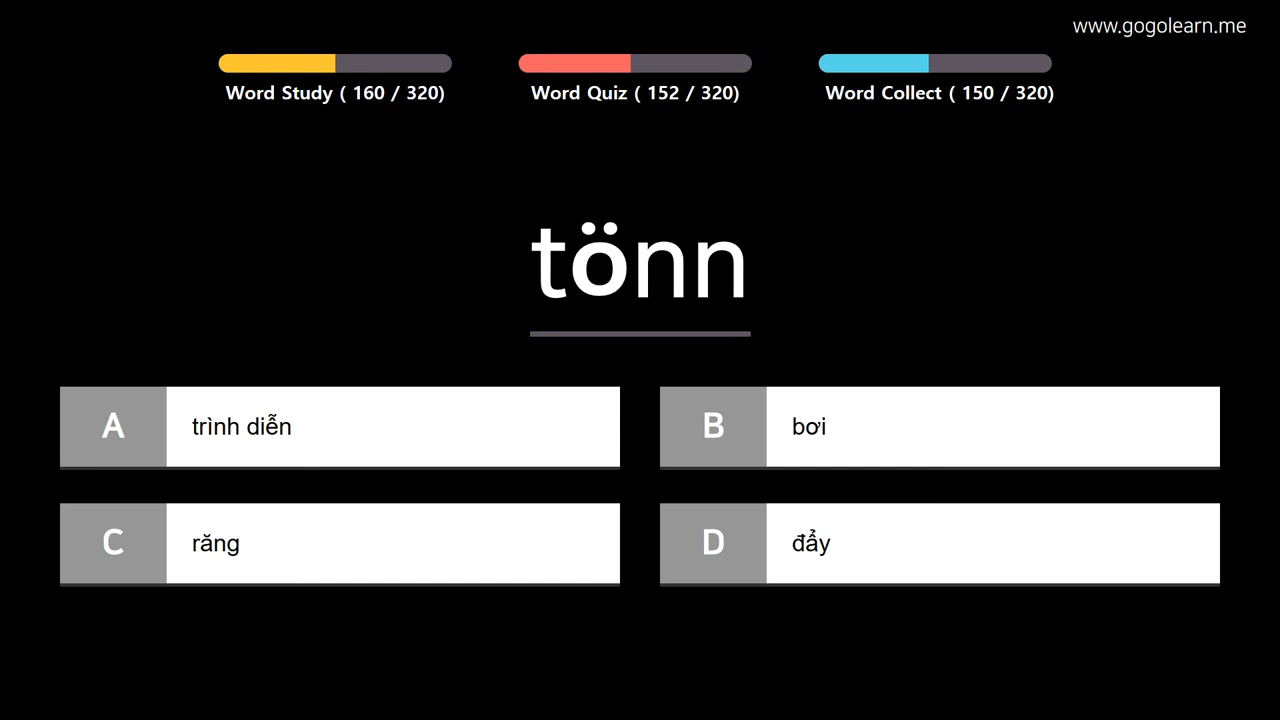 www.gogolearn.me
Word Study ( 160 / 320)
Word Quiz ( 152 / 320)
Word Collect ( 150 / 320)
tönn
A trình diễn
B bơi
C răng
D đẩy